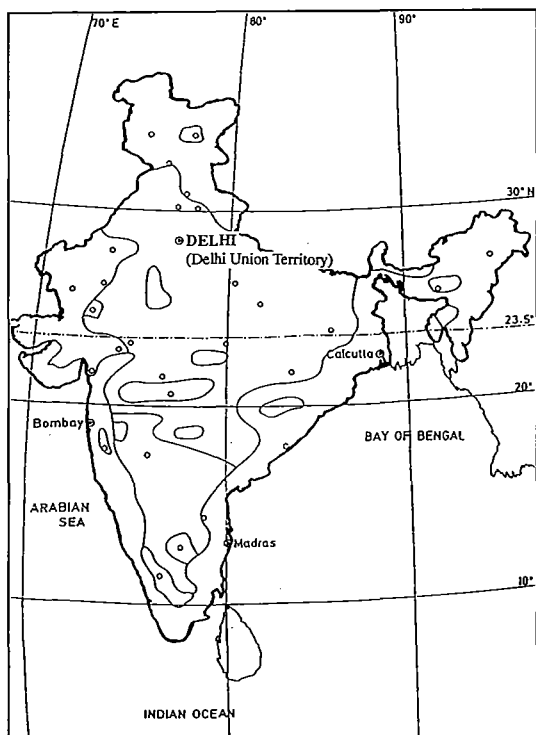 70° E
80°
90°
30° N
DELHI
(Delhi Union Territory)
23.5°
Calcutta
20°
Bombay
BAY OF BENGAL
ARABIAN
SEA
Madras
10°
INDIAN OCEAN